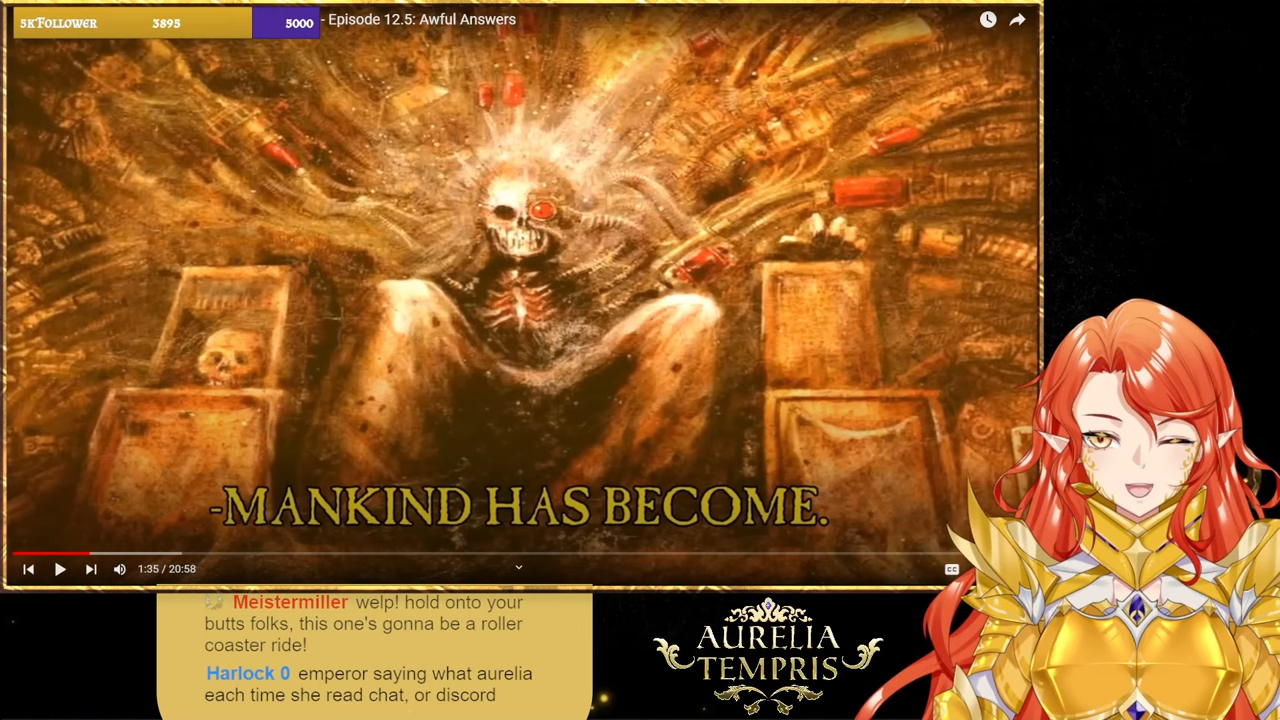 5K Follower 3895 5000
- Episode 12.5: Awful Answers
-MANKIND HAS BECOME.
1:35 / 20:58
CC
Meistermiller welp! hold onto your
butts folks, this one's gonna be a roller
coaster ride!
Harlock 0 emperor saying what aurelia
each time she read chat, or discord
AURELIA
TEMPRIS